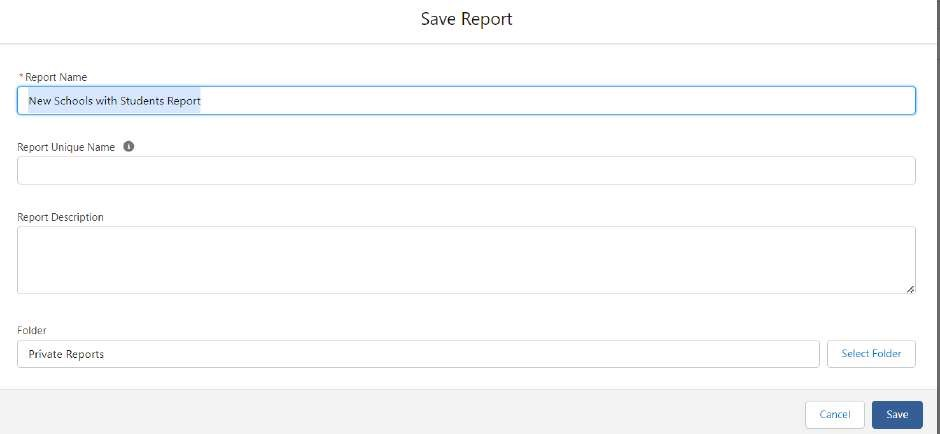 Save Report
* Report Name
New Schools with Students Report
Report Unique Name
Report Description
Folder
Private Reports
Select Folder
Cancel
Save